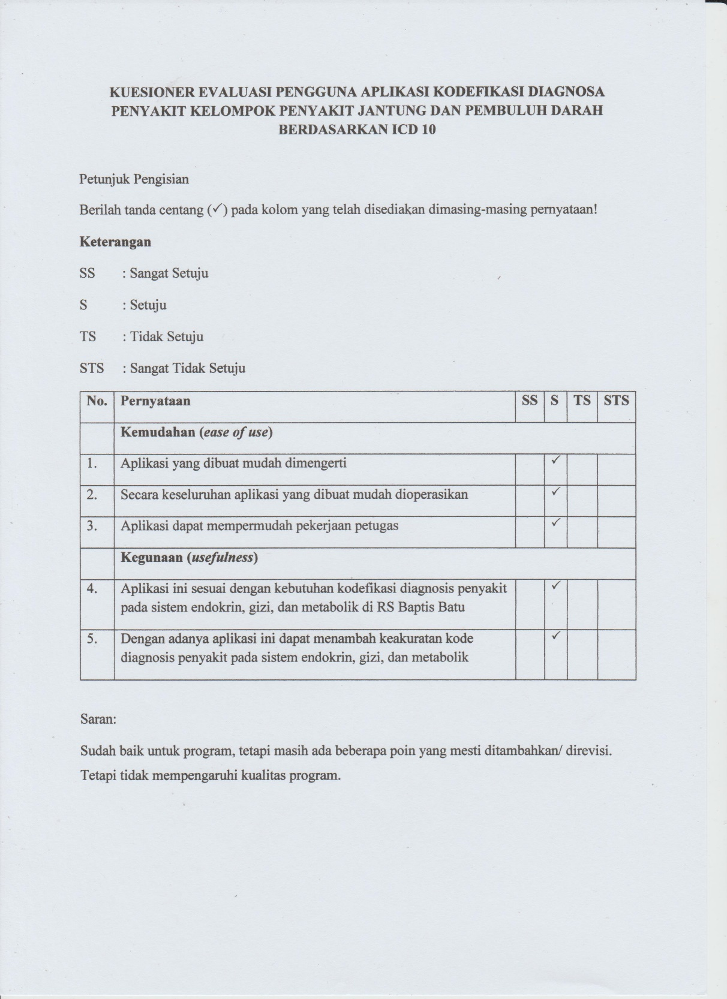 KUESIONER EVALUASI PENGGUNA APLIKASI KODEFIKASI DIAGNOSA
PENYAKIT KELOMPOK PENYAKIT JANTUNG DAN PEMBULUH DARAH
BERDASARKAN ICD 10
Petunjuk Pengisian
Berilah tanda centang (✓) pada kolom yang telah disediakan dimasing-masing pernyataan!
Keterangan
SS : Sangat Setuju
S : Setuju
TS : Tidak Setuju
STS : Sangat Tidak Setuju
No. Pernyataan SS S TS STS
Kemudahan (ease of use)
1. Aplikasi yang dibuat mudah dimengerti ✓
2. Secara keseluruhan aplikasi yang dibuat mudah dioperasikan ✓
3. Aplikasi dapat mempermudah pekerjaan petugas ✓
Kegunaan (usefulness)
4. Aplikasi ini sesuai dengan kebutuhan kodefikasi diagnosis penyakit ✓
pada sistem endokrin, gizi, dan metabolik di RS Baptis Batu
5. Dengan adanya aplikasi ini dapat menambah keakuratan kode ✓
diagnosis penyakit pada sistem endokrin, gizi, dan metabolik
Saran:
Sudah baik untuk program, tetapi masih ada beberapa poin yang mesti ditambahkan/ direvisi.
Tetapi tidak mempengaruhi kualitas program.